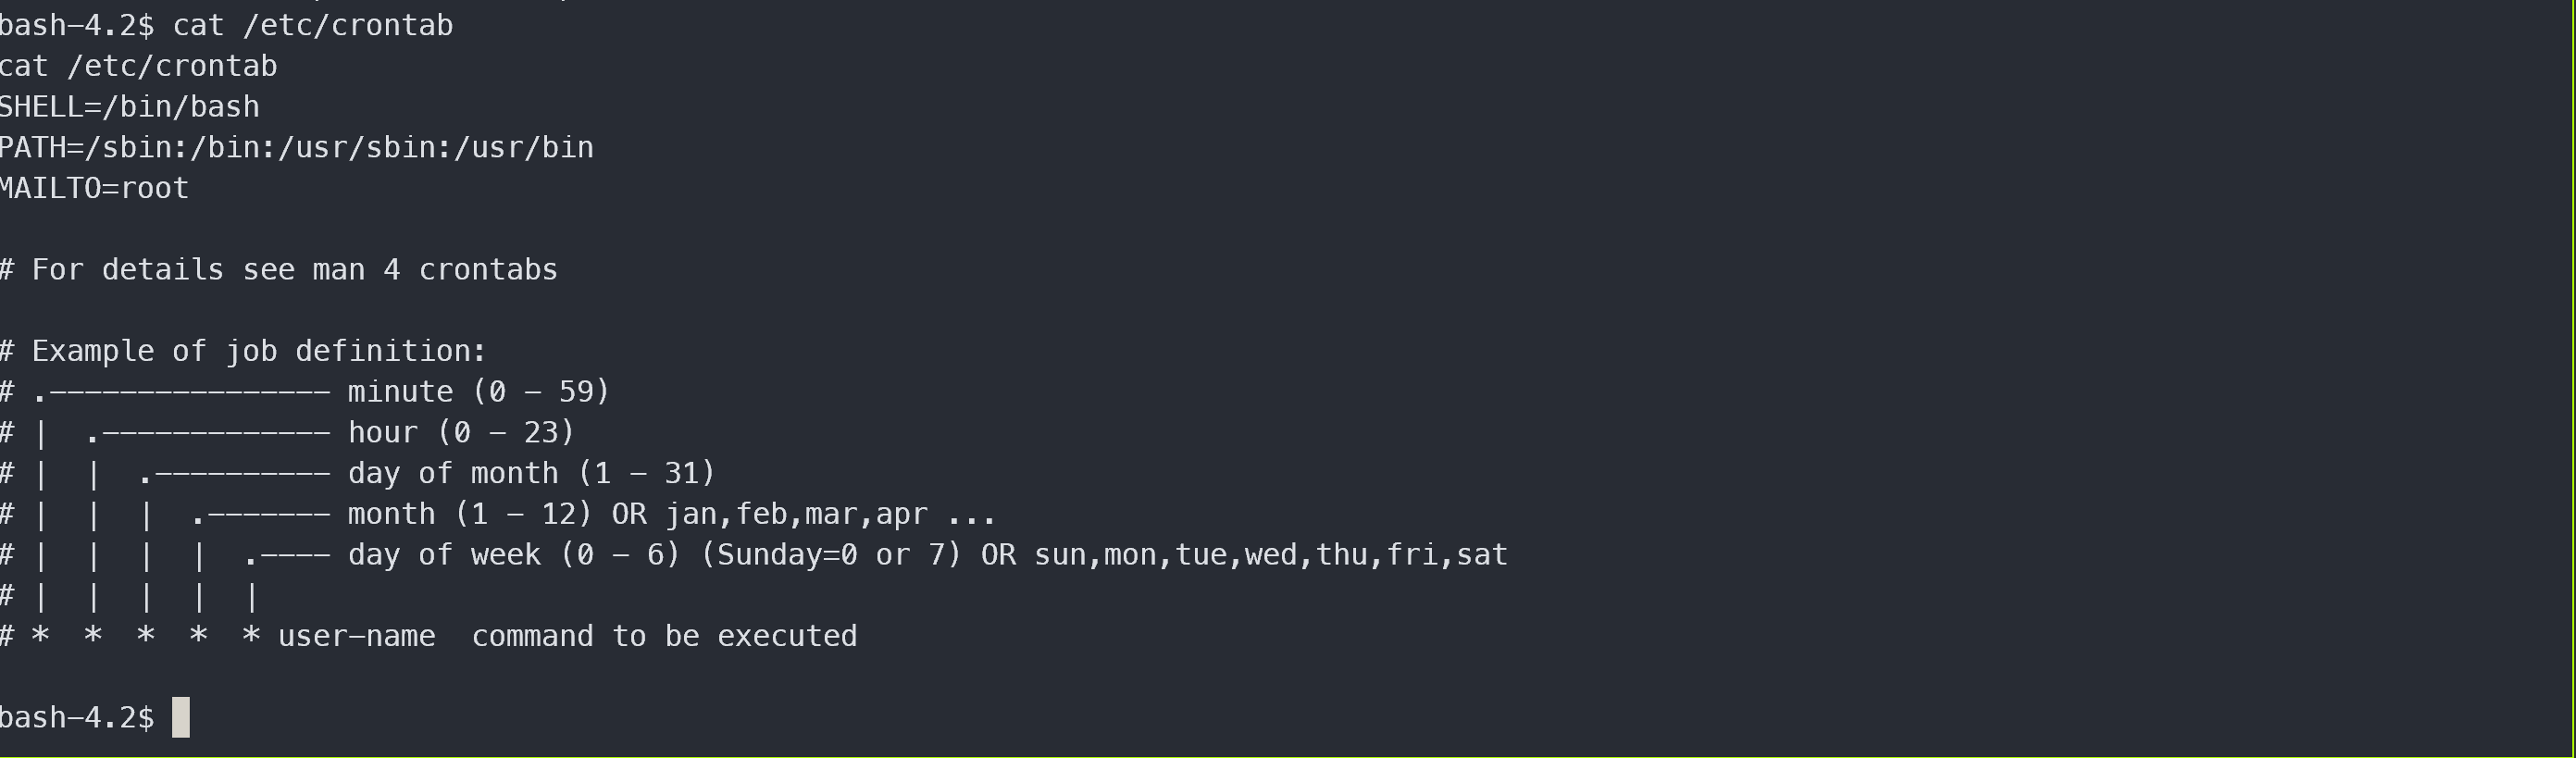 bash-4.2$ cat /etc/crontab
cat /etc/crontab
SHELL=/bin/bash
PATH=/sbin:/bin:/usr/sbin:/usr/bin
MAILTO=root

# For details see man 4 crontabs

# Example of job definition:
# .---------------- minute (0 - 59)
# |  .------------- hour (0 - 23)
# |  |  .---------- day of month (1 - 31)
# |  |  |  .------- month (1 - 12) OR jan,feb,mar,apr ...
# |  |  |  |  .---- day of week (0 - 6) (Sunday=0 or 7) OR sun,mon,tue,wed,thu,fri,sat
# |  |  |  |  |
# *  *  *  *  * user-name  command to be executed

bash-4.2$